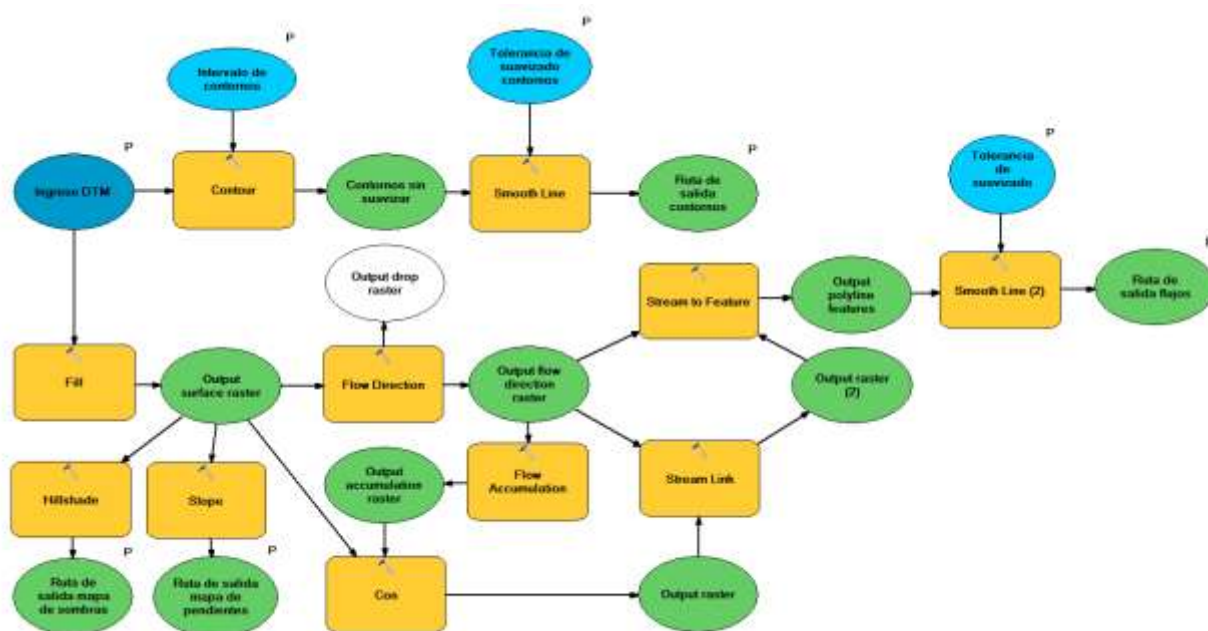 P
Intervalo de
contornos
P
Tolerancia de
suavizado
contornos
P
Ingreso DTM
Contour
Contornos sin
suavizar
Smooth Line
P
Ruta de
salida
contornos
P
Tolerancia
de
suavizado
Output drop
raster
Stream to Feature
Output
polyline
features
Smooth Line (2)
P
Ruta de
salida flujos
Fill
Output
surface raster
Flow Direction
Output flow
direction
raster
Output raster
(2)
Hillshade
Slope
Output
accumulation
raster
Flow
Accumulation
Stream Link
P
Ruta de
salida mapa
de sombras
P
Ruta de salida
mapa de
pendientes
Con
Output raster